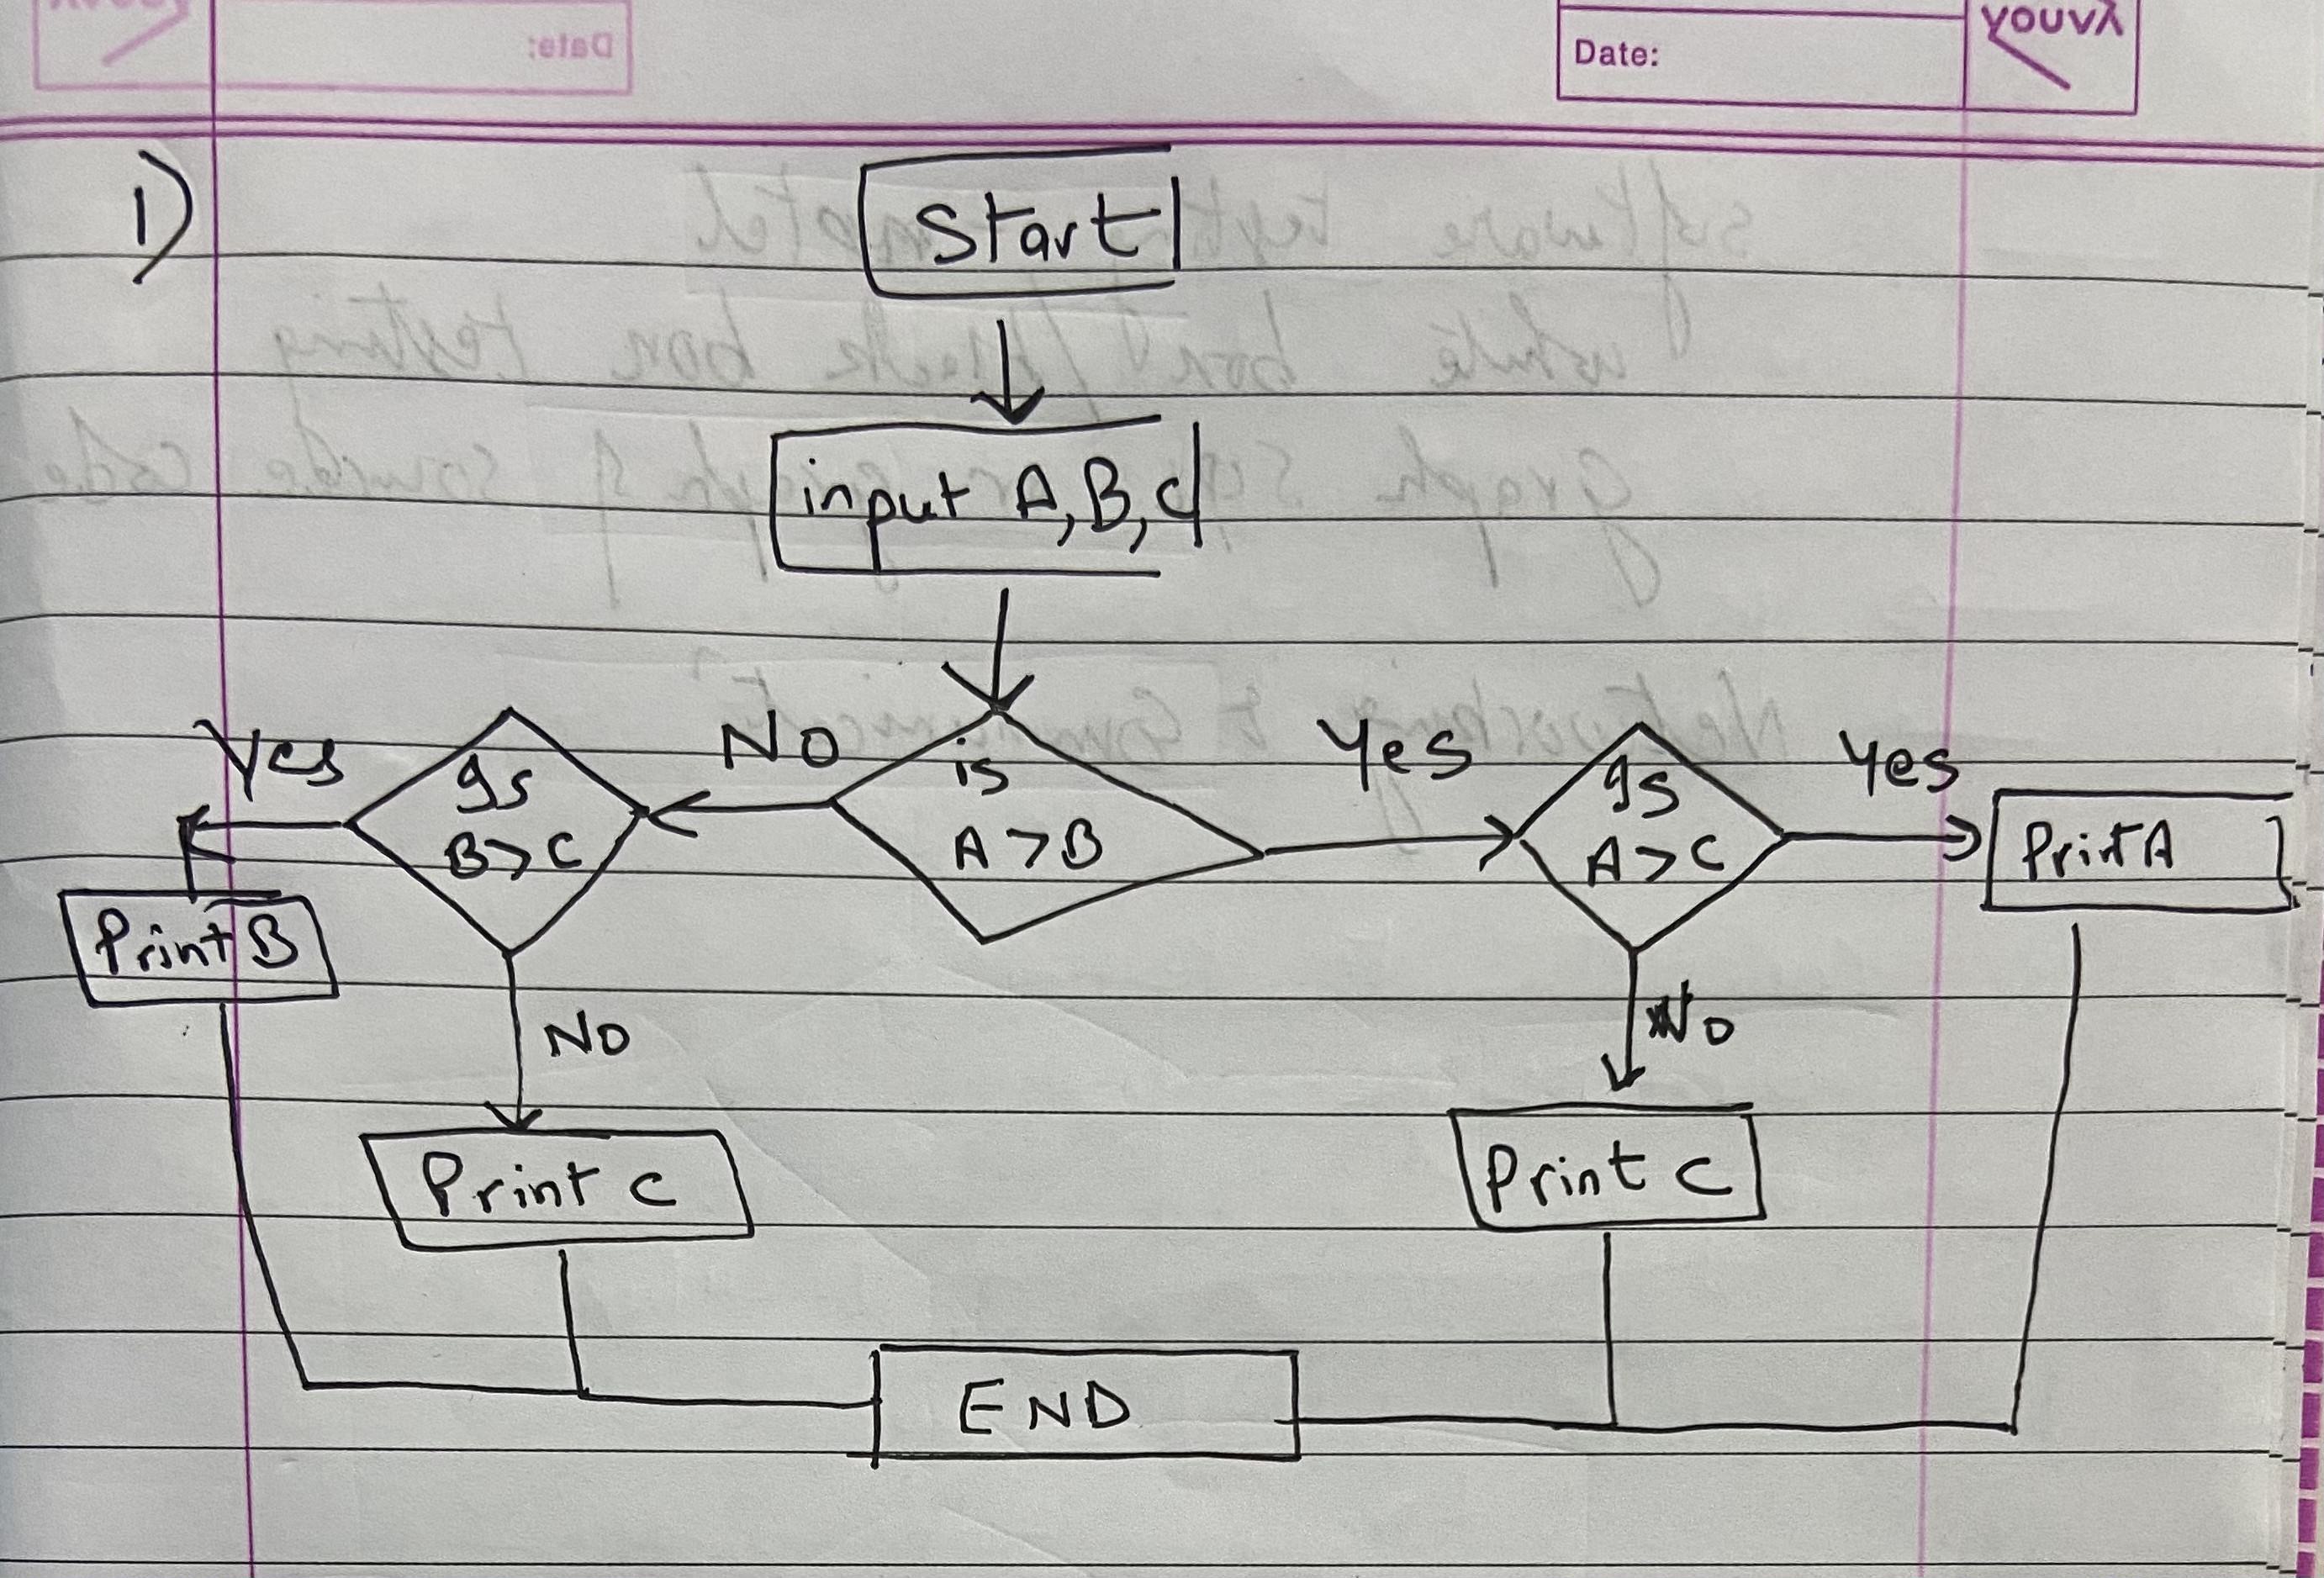 Date:
youva
1)
Start
input A, B, C
Yes
Is
B>C
No
is
A>B
Yes
Is
A>C
Yes
Print A
Print B
No
No
Print C
Print C
END